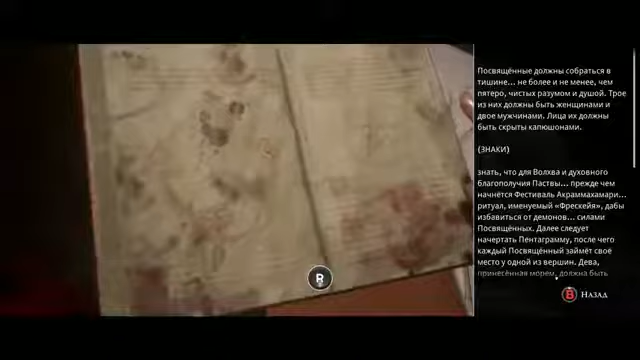 Посвящённые должны собраться в
тишине... не более и не менее, чем
пятеро, чистых разумом и душой. Трое
из них должны быть женщинами и
двое мужчинами. Лица их должны
быть скрыты капюшонами.
(ЗНАКИ)
знать, что для Волхва и духовного
благополучия Паствы... прежде чем
начнётся Фестиваль Акраммахамари...
ритуал, именуемый «Фрескейя», дабы
избавиться от демонов... силами
Посвящённых. Далее следует
начертать Пентаграмму, после чего
каждый Посвящённый займёт своё
место у одной из вершин. Дева,
принесённая морем, должна быть
R
B Назад